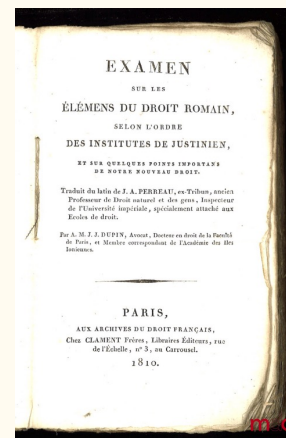 EXAMEN
SUR LES
ÉLÉMENS DU DROIT ROMAIN,
SELON L'ORDRE
DES INSTITUTES DE JUSTINIEN,
ET SUR QUELQUES POINTS IMPORTANS
DE NOTRE NOUVEAU DROIT.
Traduit du latin de J. A. PERREAU, ex-Tribun, ancien
Professeur de Droit naturel et des gens, Inspecteur
de l'Université impériale, spécialement attaché aux
Ecoles de droit.
Par A. M. J. J. DUPIN, Avocat, Docteur en droit de la Faculté
de Paris, et Membre correspondant de l'Académie des Iles
Ioniennes.
PARIS,
AUX ARCHIVES DU DROIT FRANÇAIS,
Chez CLAMENT Frères, Libraires Éditeurs, rue
de l'Échelle, n° 3, au Carrousel.
1810.